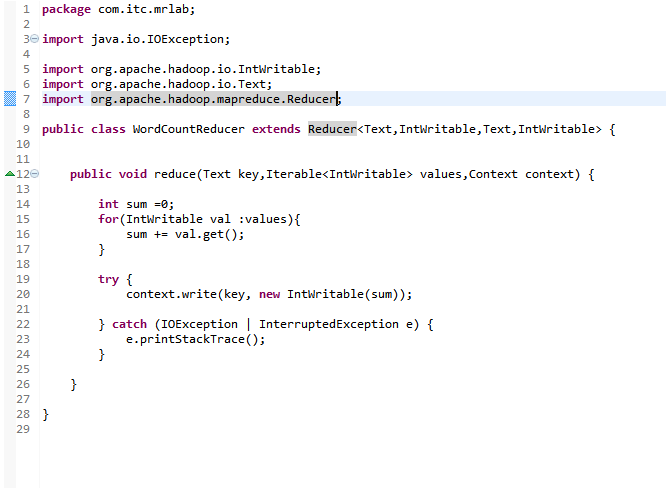 1 package com.itc.mrlab;
2
3 import java.io.IOException;
4
5 import org.apache.hadoop.io.IntWritable;
6 import org.apache.hadoop.io.Text;
7 import org.apache.hadoop.mapreduce.Reducer;
8
9 public class WordCountReducer extends Reducer<Text,IntWritable,Text,IntWritable> {
10
11
12     public void reduce(Text key,Iterable<IntWritable> values,Context context) {
13
14         int sum =0;
15         for(IntWritable val :values){
16             sum += val.get();
17         }
18
19         try {
20             context.write(key, new IntWritable(sum));
21
22         } catch (IOException | InterruptedException e) {
23             e.printStackTrace();
24         }
25
26     }
27
28 }
29